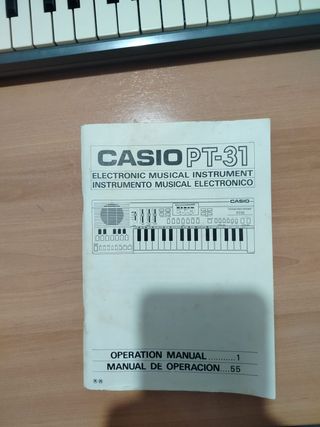 CASIO PT-31
ELECTRONIC MUSICAL INSTRUMENT
INSTRUMENTO MUSICAL ELECTRONICO
CASIO
OPERATION MANUAL...........1
MANUAL DE OPERACION....55